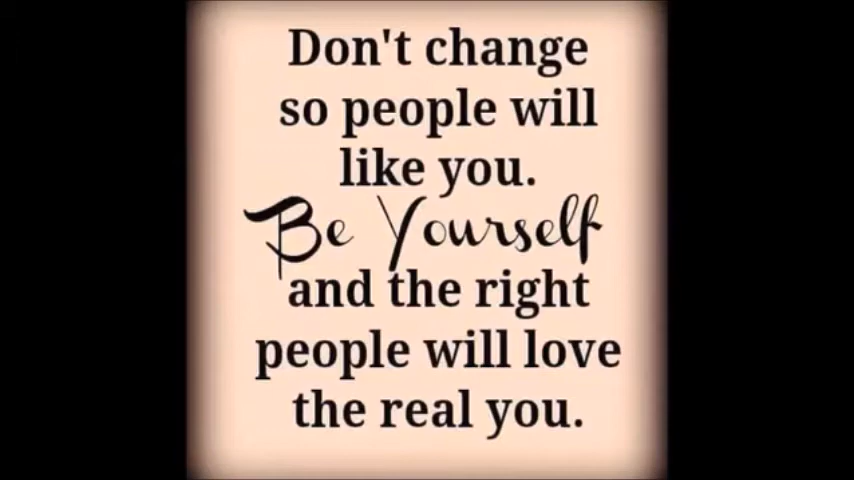 Don't change
so people will
like you.
Be Yourself
and the right
people will love
the real you.